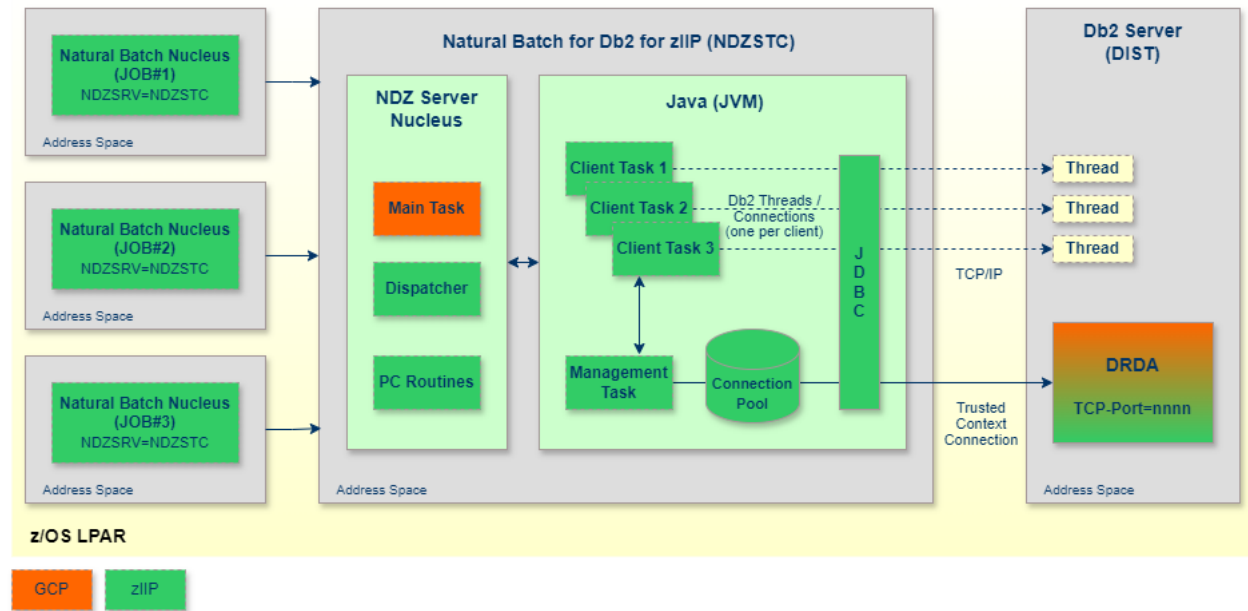 Natural Batch Nucleus
(JOB#1)
NDZSRV=NDZSTC
Address Space
Natural Batch Nucleus
(JOB#2)
NDZSRV=NDZSTC
Address Space
Natural Batch Nucleus
(JOB#3)
NDZSRV=NDZSTC
Address Space
Natural Batch for Db2 for zIIP (NDZSTC)
NDZ Server
Nucleus
Main Task
Dispatcher
PC Routines
Java (JVM)
Client Task 1
Client Task 2
Client Task 3
Db2 Threads /
Connections
(one per client)
Management
Task
Connection
Pool
J
D
B
C
Address Space
TCP/IP
Trusted
Context
Connection
Db2 Server
(DIST)
Thread
Thread
Thread
DRDA
TCP-Port=nnnn
Address Space
z/OS LPAR
GCP
zIIP